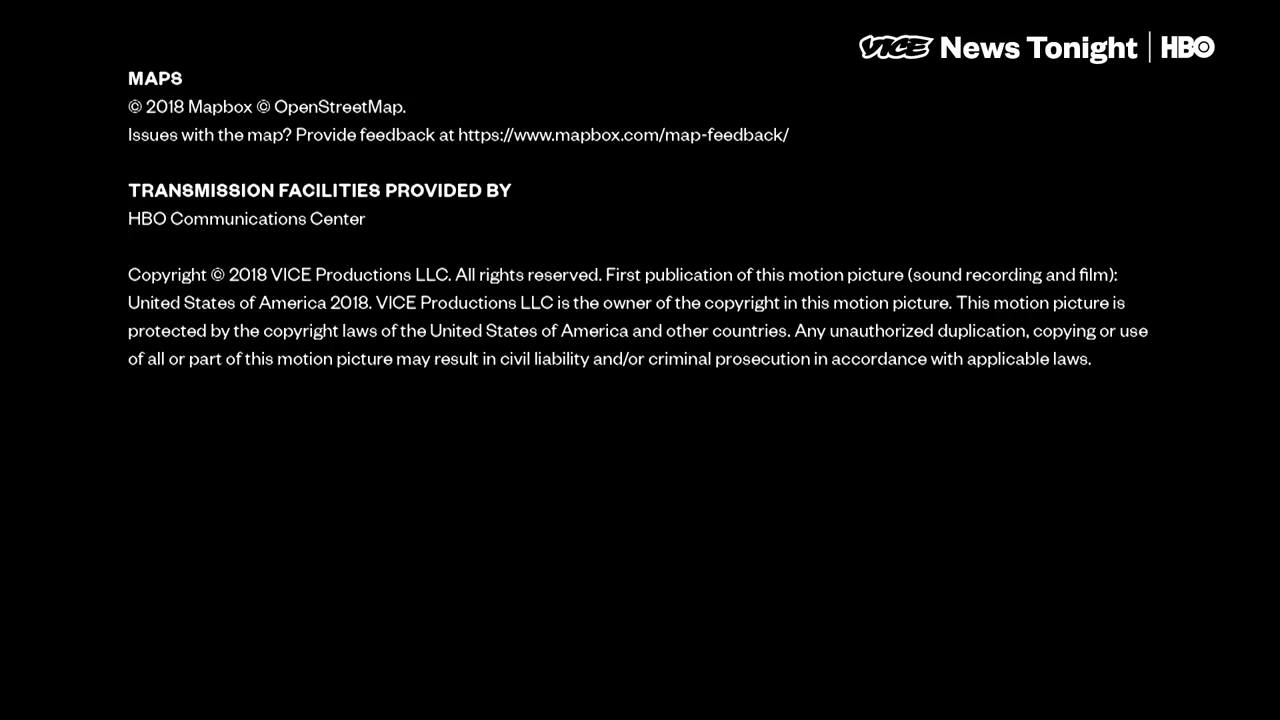 VICE News Tonight | HBO
MAPS
© 2018 Mapbox © OpenStreetMap.
Issues with the map? Provide feedback at https://www.mapbox.com/map-feedback/
TRANSMISSION FACILITIES PROVIDED BY
HBO Communications Center
Copyright © 2018 VICE Productions LLC. All rights reserved. First publication of this motion picture (sound recording and film):
United States of America 2018. VICE Productions LLC is the owner of the copyright in this motion picture. This motion picture is
protected by the copyright laws of the United States of America and other countries. Any unauthorized duplication, copying or use
of all or part of this motion picture may result in civil liability and/or criminal prosecution in accordance with applicable laws.